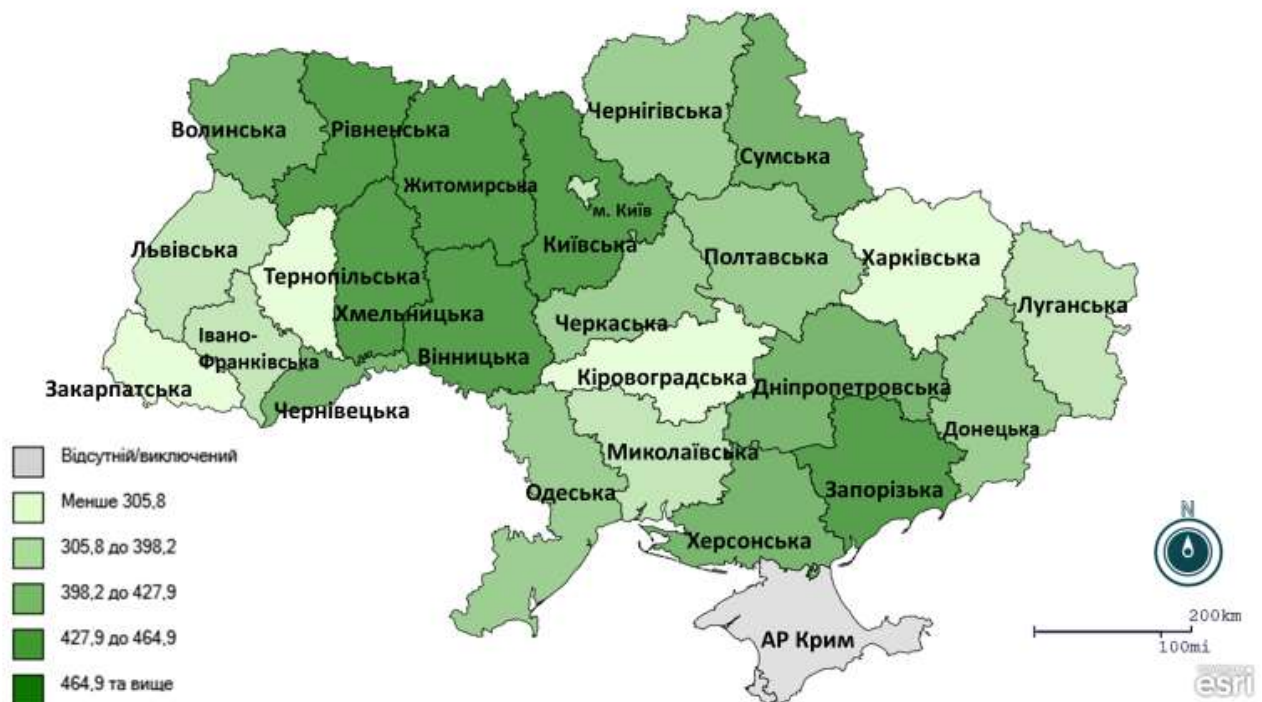 Чернігівська
Волинська
Рівненська
Сумська
Житомирська
м. Київ
Київська
Львівська
Полтавська
Харківська
Тернопільська
Луганська
Хмельницька
Черкаська
Івано-
Франківська
Вінницька
Закарпатська
Кіровоградська
Дніпропетровська
Чернівецька
Донецька
Миколаївська
Одеська
Запорізька
Херсонська
АР Крим
Відсутній/виключений
Менше 305,8
305,8 до 398,2
398,2 до 427,9
427,9 до 464,9
464,9 та вище
N
200km
100mi
esri